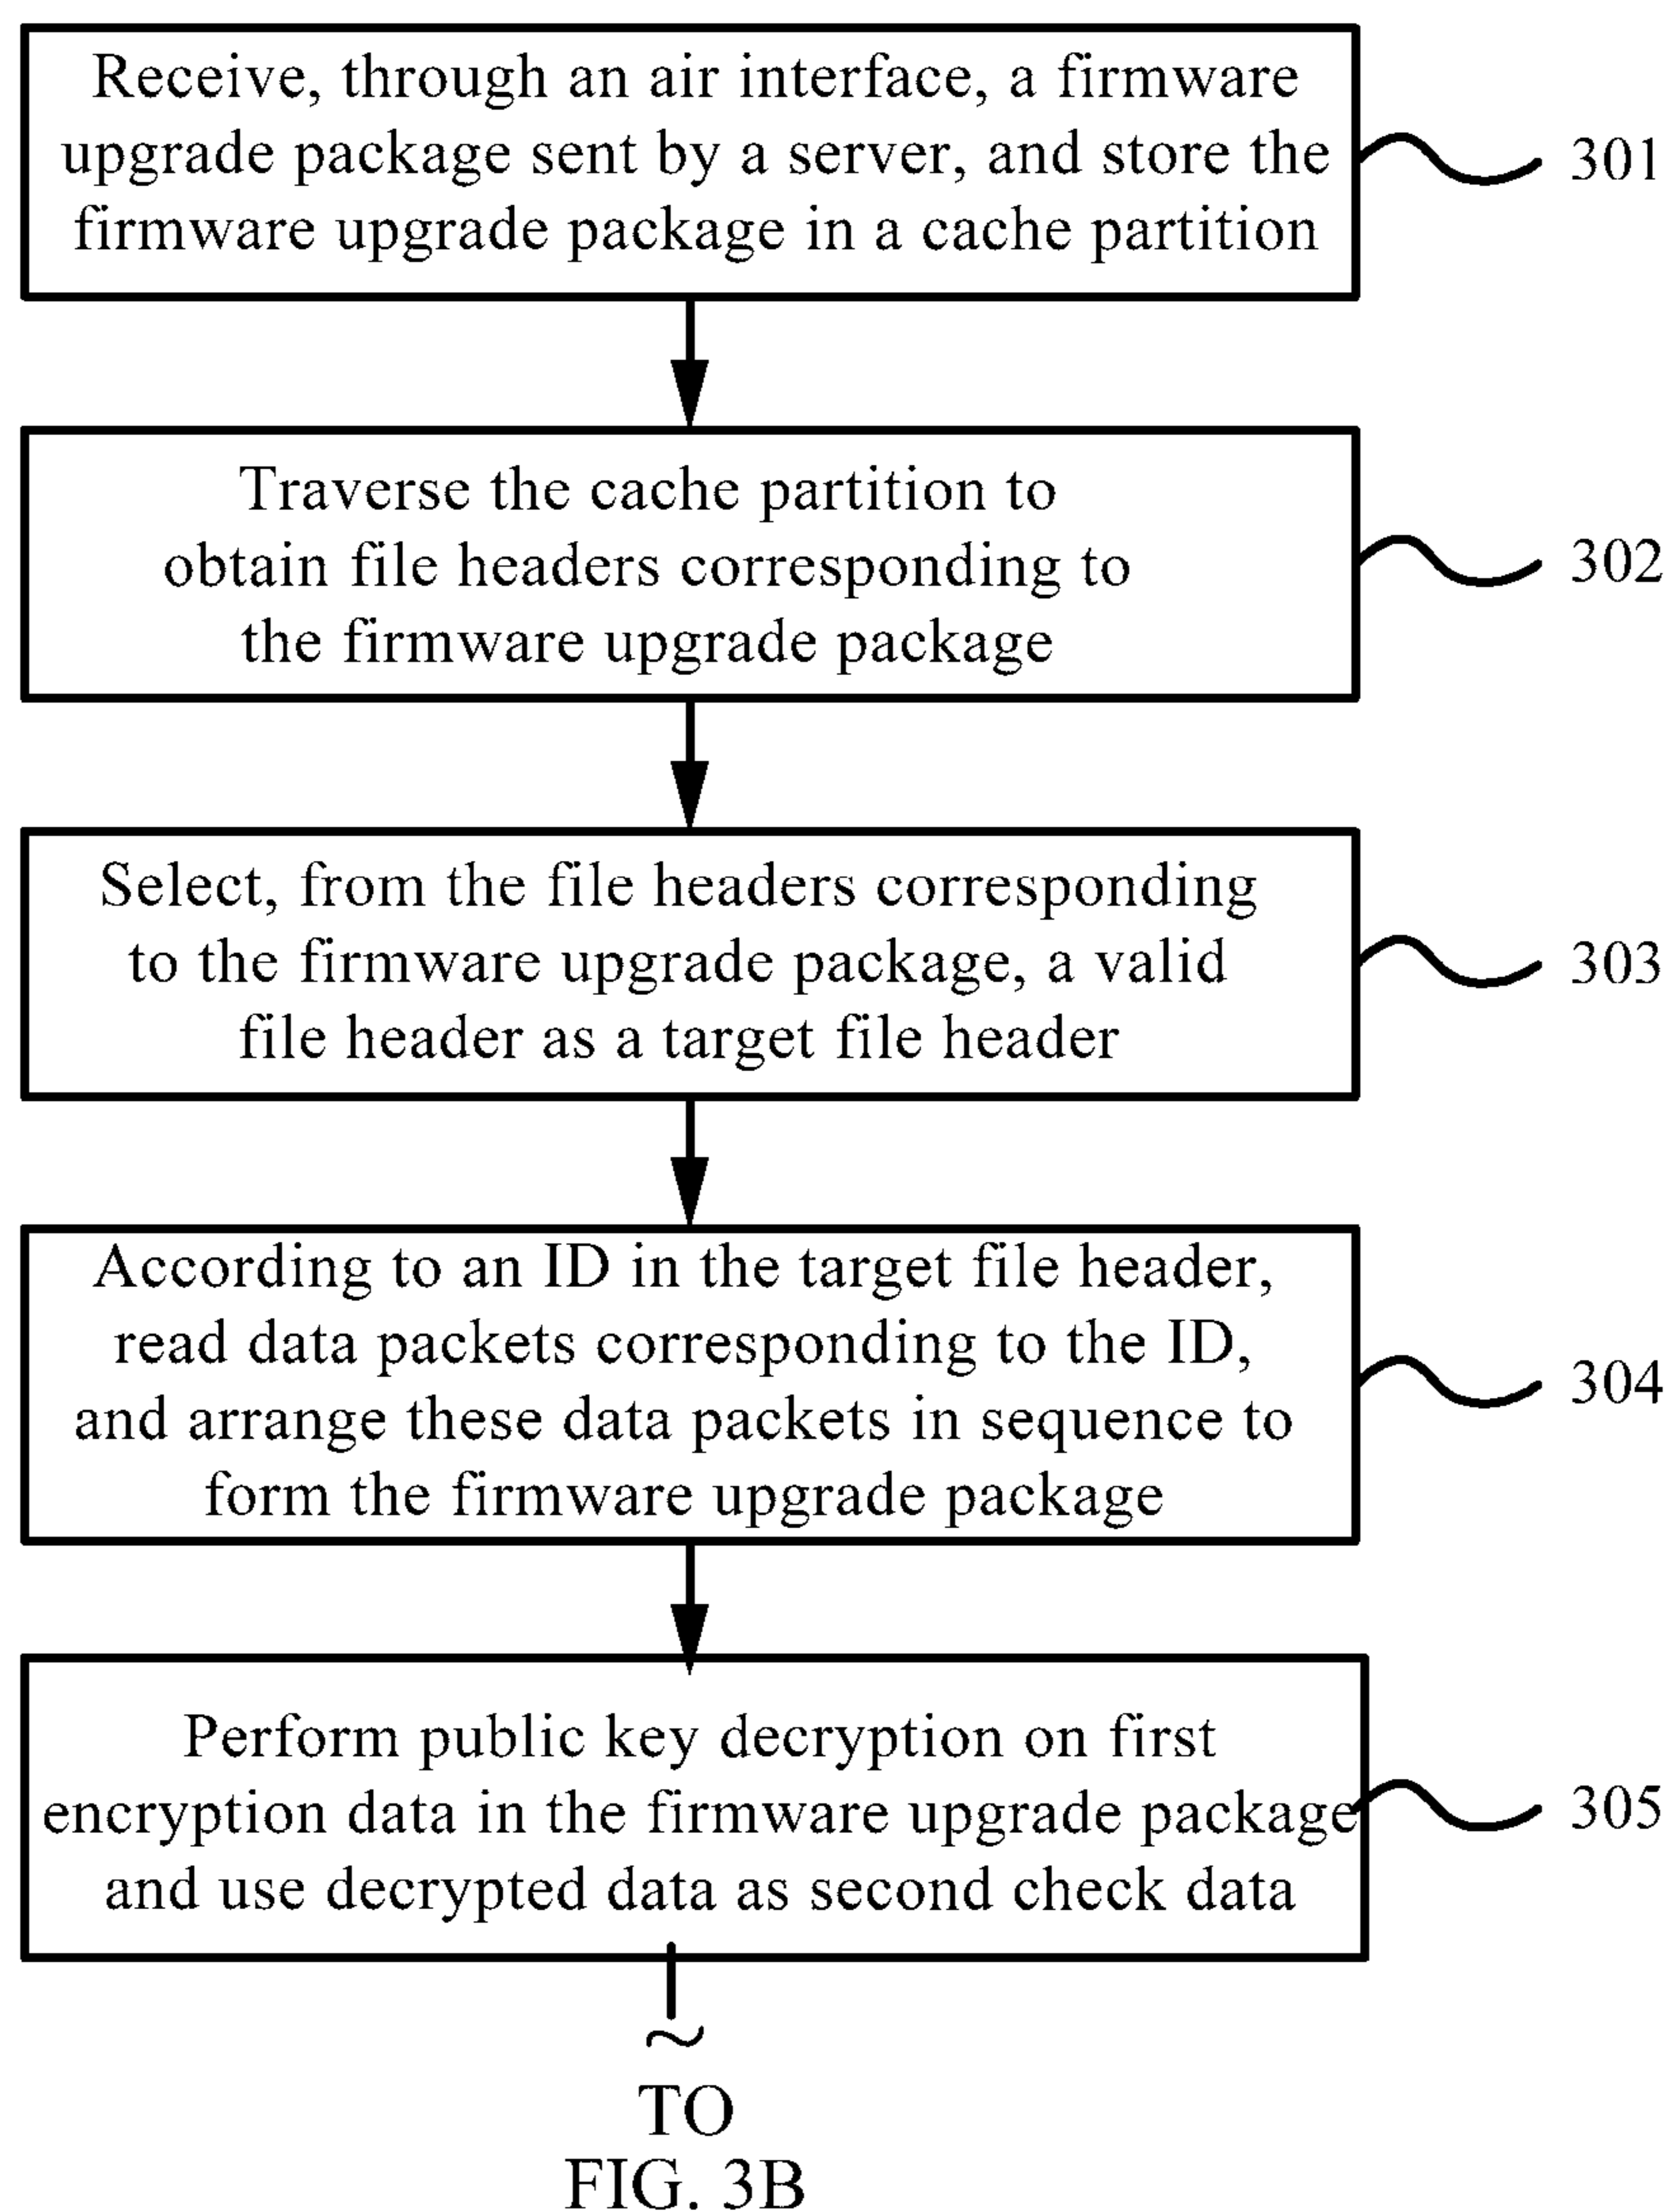 Receive, through an air interface, a firmware
upgrade package sent by a server, and store the
firmware upgrade package in a cache partition
301
Traverse the cache partition to
obtain file headers corresponding to
the firmware upgrade package
302
Select, from the file headers corresponding
to the firmware upgrade package, a valid
file header as a target file header
303
According to an ID in the target file header,
read data packets corresponding to the ID,
and arrange these data packets in sequence to
form the firmware upgrade package
304
Perform public key decryption on first
encryption data in the firmware upgrade package
and use decrypted data as second check data
305
~
TO
FIG. 3B